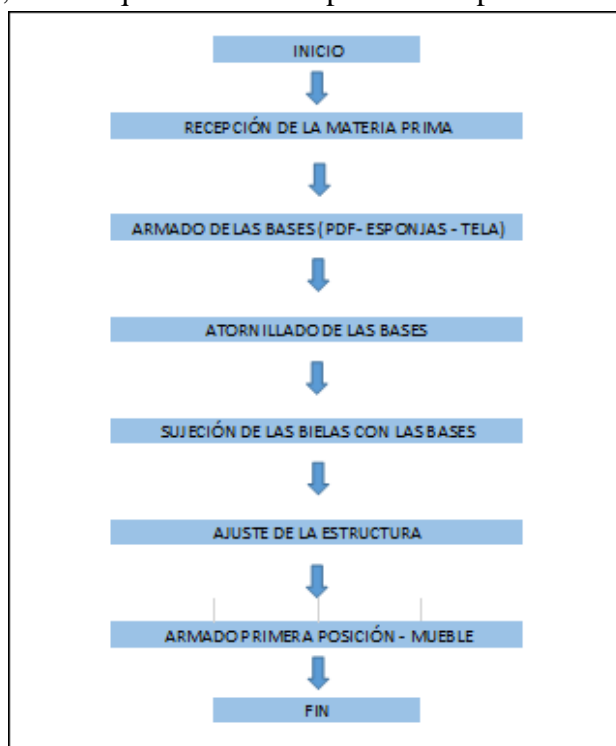 INICIO
RECEPCIÓN DE LA MATERIA PRIMA
ARMADO DE LAS BASES ( PDF- ESPONJAS - TELA)
ATORNILLADO DE LAS BASES
SUJECIÓN DE LAS BIELAS CON LAS BASES
AJUSTE DE LA ESTRUCTURA
ARMADO PRIMERA POSICIÓN - MUEBLE
FIN